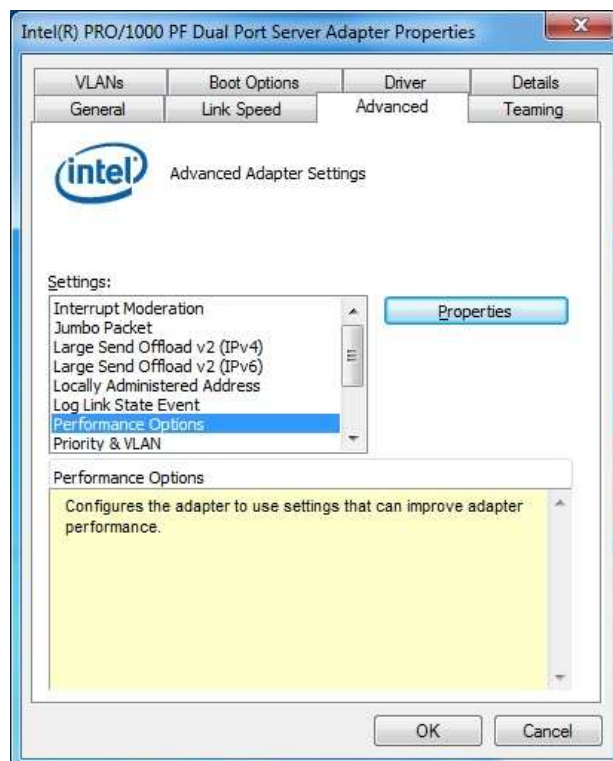 Intel(R) PRO/1000 PF Dual Port Server Adapter Properties
VLANs Boot Options Driver Details
General Link Speed Advanced Teaming
intel
Advanced Adapter Settings
Settings:
Interrupt Moderation
Jumbo Packet
Large Send Offload v2 (IPv4)
Large Send Offload v2 (IPv6)
Locally Administered Address
Log Link State Event
Performance Options
Priority & VLAN
Properties
Performance Options
Configures the adapter to use settings that can improve adapter
performance.
OK Cancel